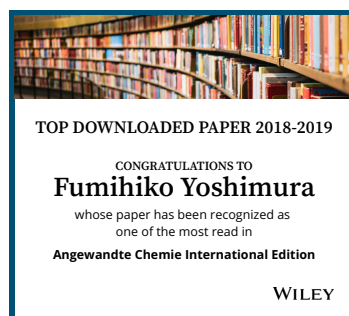 TOP DOWNLOADED PAPER 2018-2019
CONGRATULATIONS TO
Fumihiko Yoshimura
whose paper has been recognized as
one of the most read in
Angewandte Chemie International Edition
WILEY